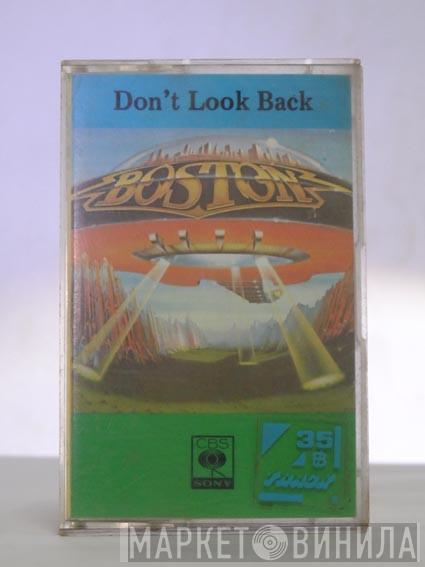 Don't Look Back
BOSTON
CBS
SONY
35
МАРКЕТ ВИНИЛА